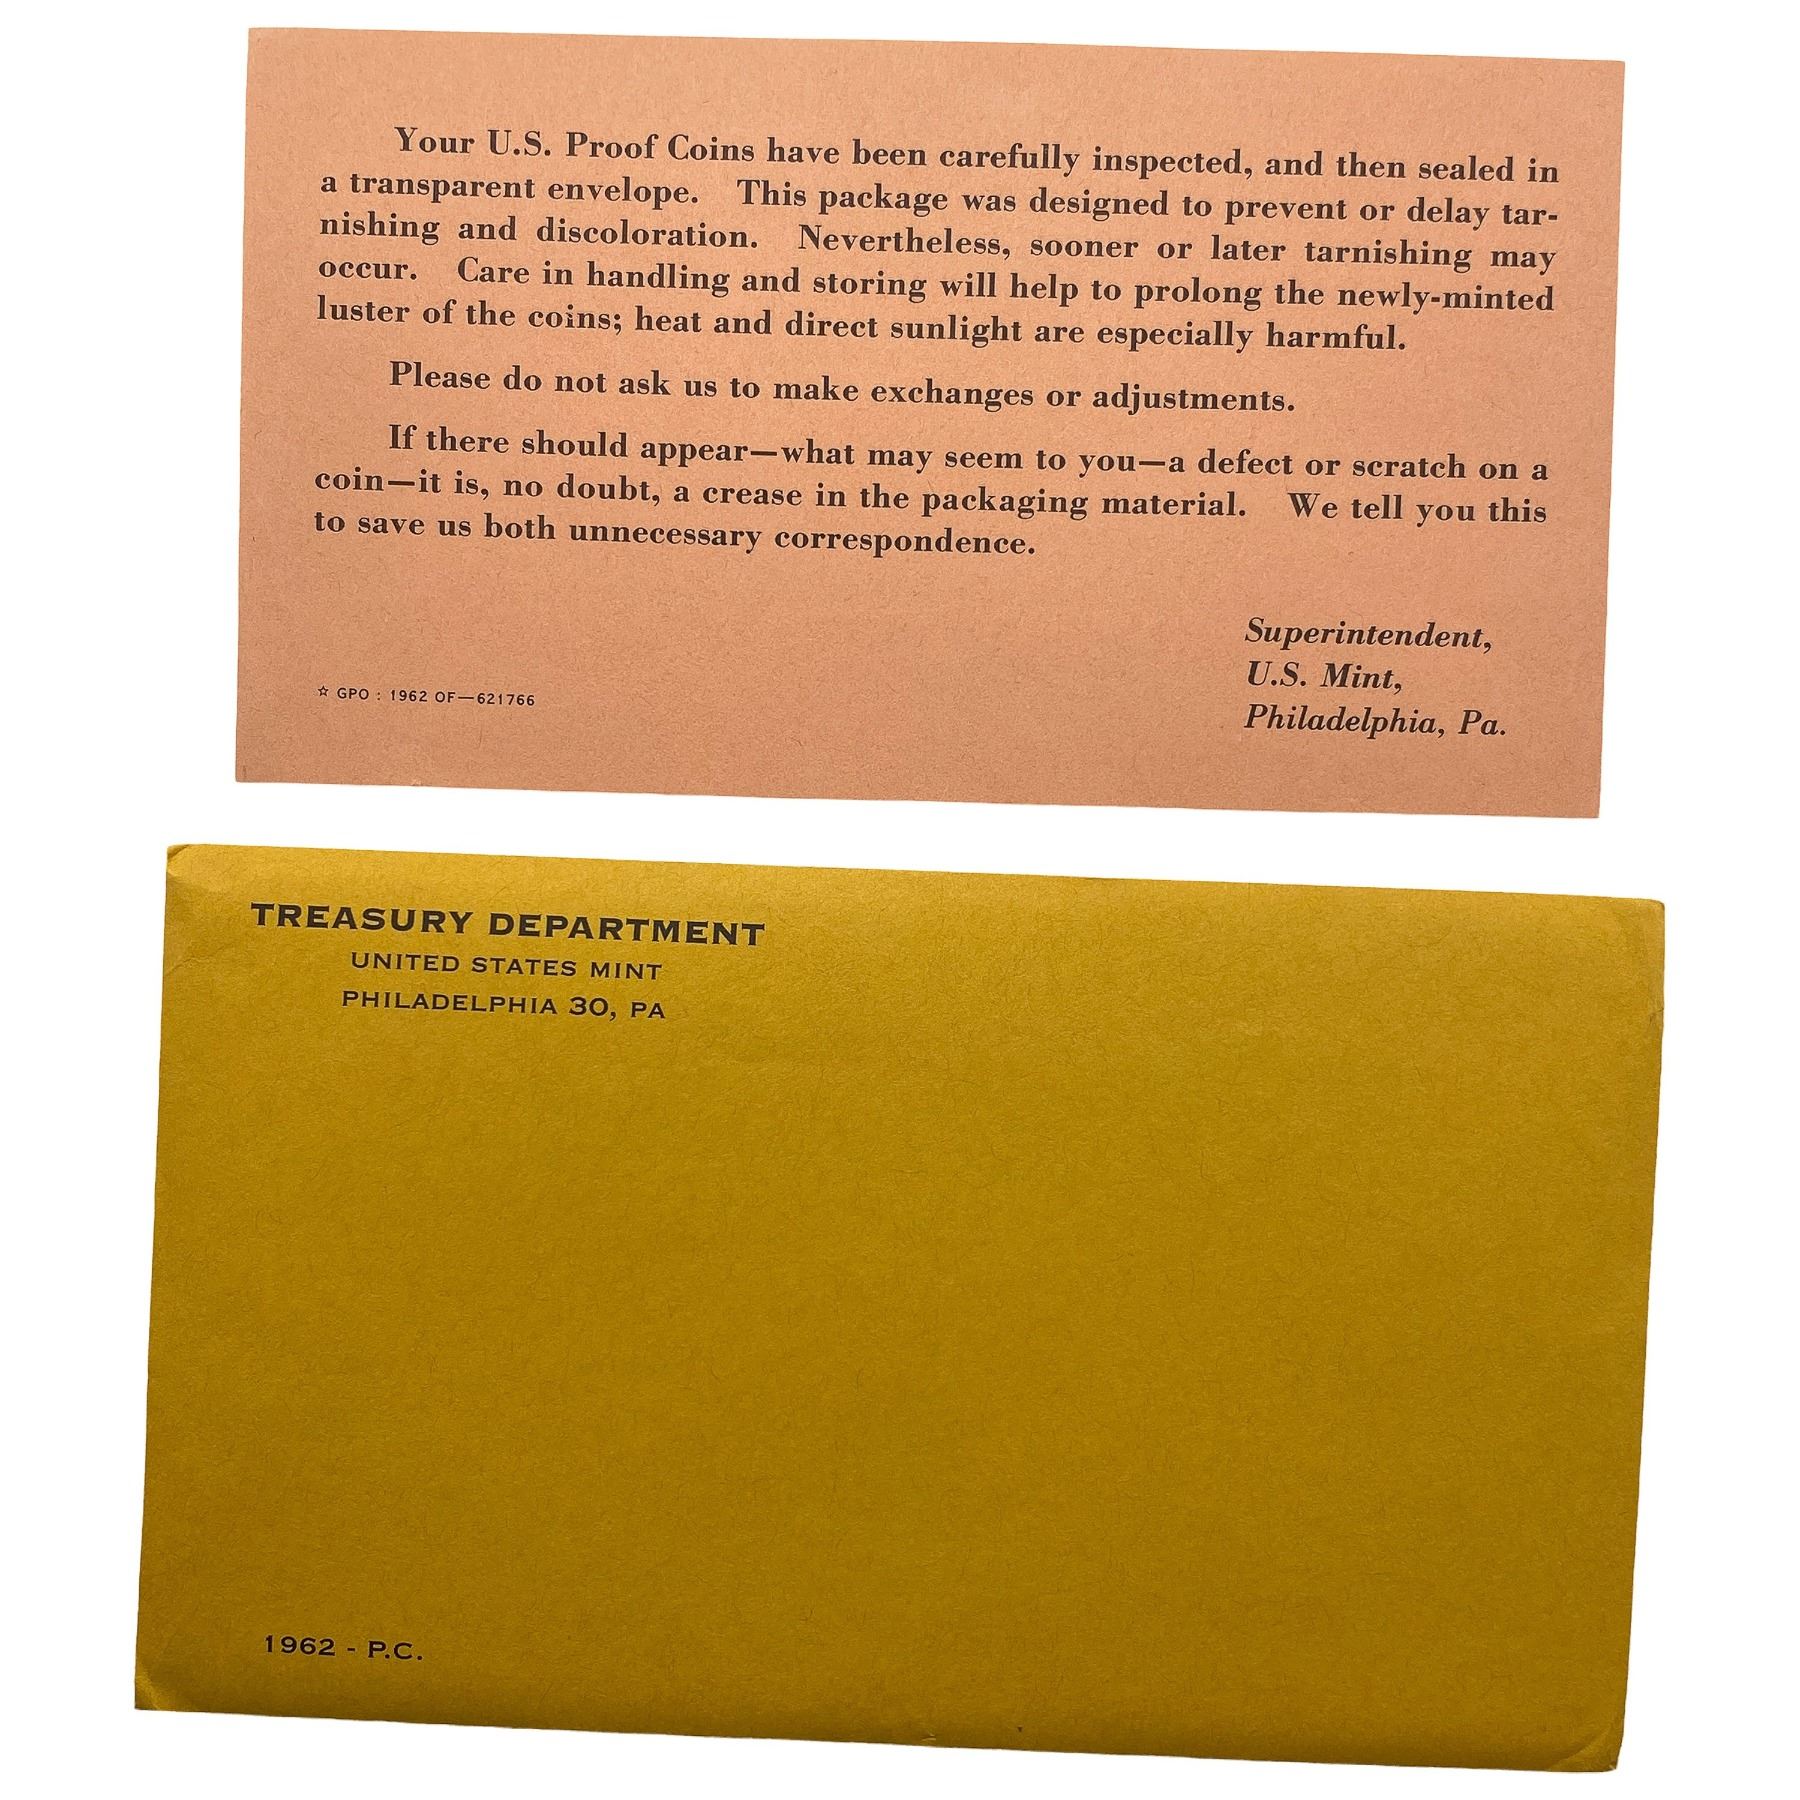 Your U.S. Proof Coins have been carefully inspected, and then sealed in
a transparent envelope. This package was designed to prevent or delay tar-
nishing and discoloration. Nevertheless, sooner or later tarnishing may
occur. Care in handling and storing will help to prolong the newly-minted
luster of the coins; heat and direct sunlight are especially harmful.
Please do not ask us to make exchanges or adjustments.
If there should appear—what may seem to you—a defect or scratch on a
coin—it is, no doubt, a crease in the packaging material. We tell you this
to save us both unnecessary correspondence.
Superintendent,
U.S. Mint,
Philadelphia, Pa.
☆ GPO : 1962 OF—621766
TREASURY DEPARTMENT
UNITED STATES MINT
PHILADELPHIA 30, PA
1962 - P.C.